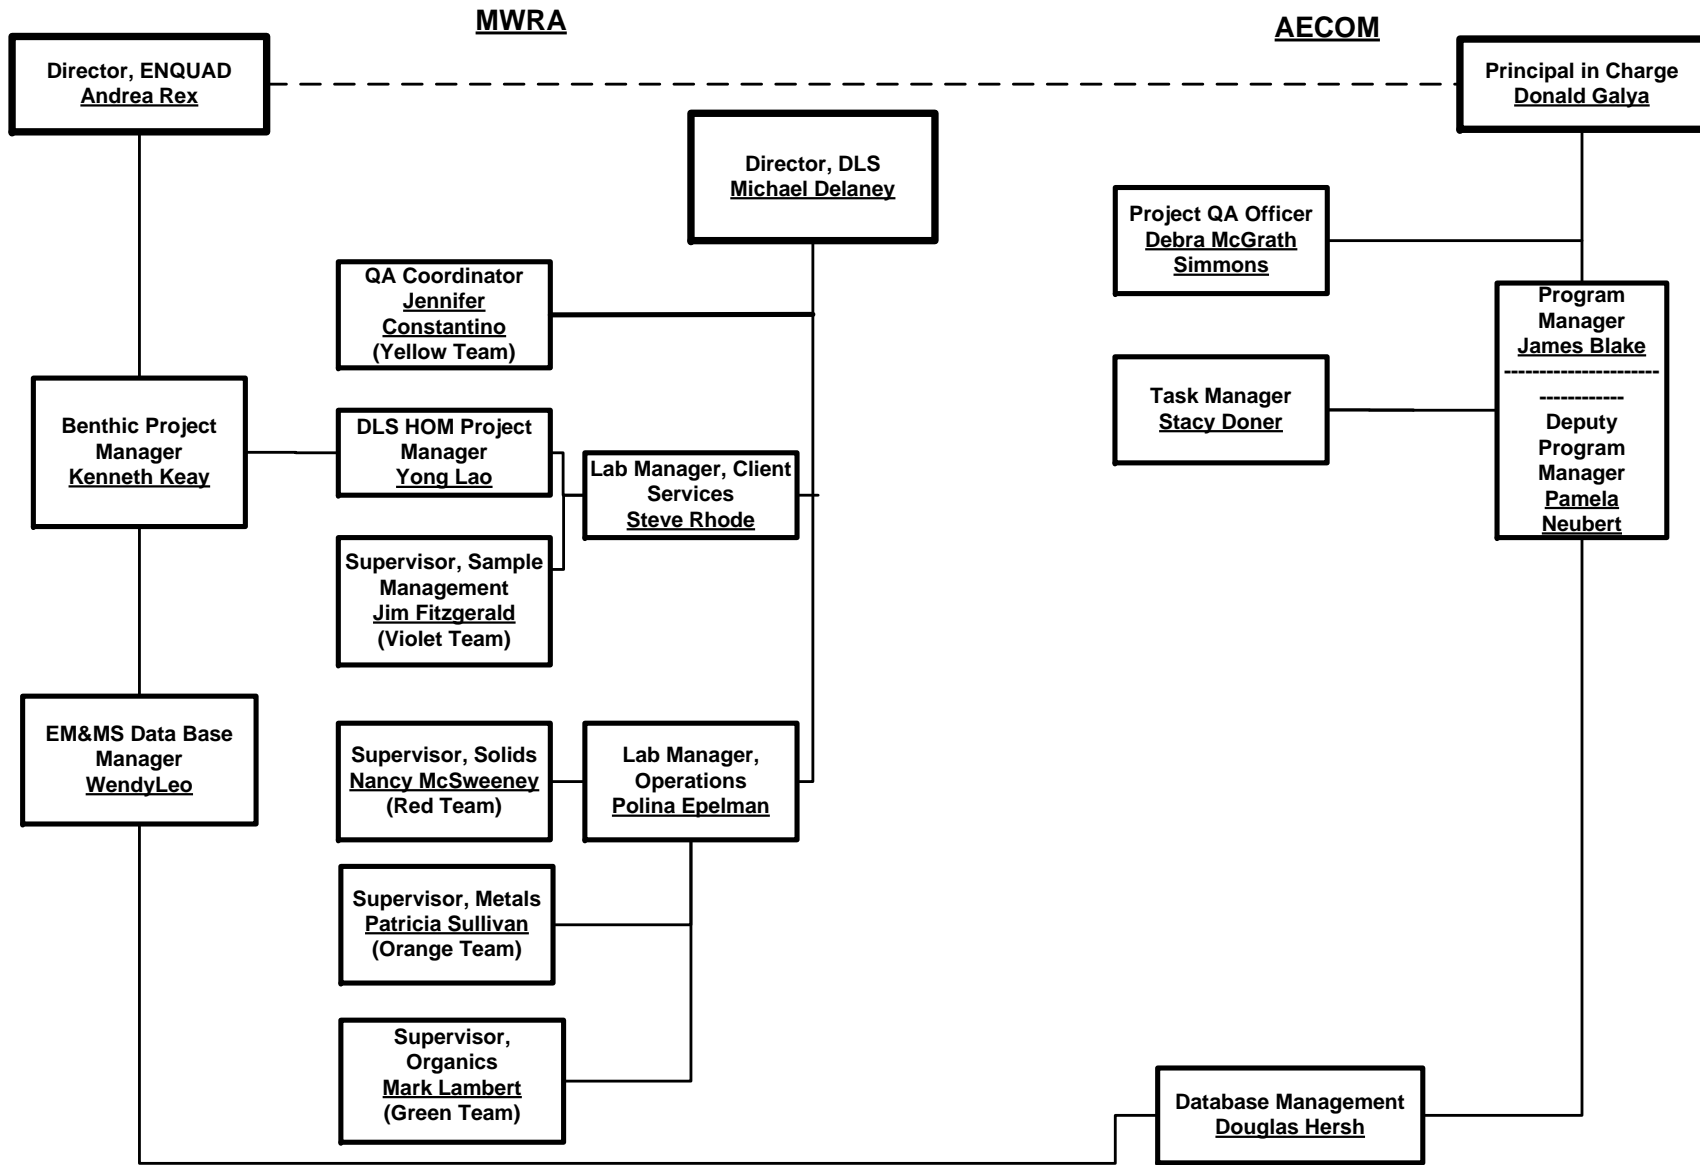 MWRA
AECOM
Director, ENQUAD
Andrea Rex
Principal in Charge
Donald Galya
Director, DLS
Michael Delaney
Project QA Officer
Debra McGrath
Simmons
QA Coordinator
Jennifer
Constantino
(Yellow Team)
Program
Manager
James Blake
----------------------
------------
Deputy
Program
Manager
Pamela
Neubert
Task Manager
Stacy Doner
Benthic Project
Manager
Kenneth Keay
DLS HOM Project
Manager
Yong Lao
Lab Manager, Client
Services
Steve Rhode
Supervisor, Sample
Management
Jim Fitzgerald
(Violet Team)
EM&MS Data Base
Manager
WendyLeo
Supervisor, Solids
Nancy McSweeney
(Red Team)
Lab Manager,
Operations
Polina Epelman
Supervisor, Metals
Patricia Sullivan
(Orange Team)
Supervisor,
Organics
Mark Lambert
(Green Team)
Database Management
Douglas Hersh